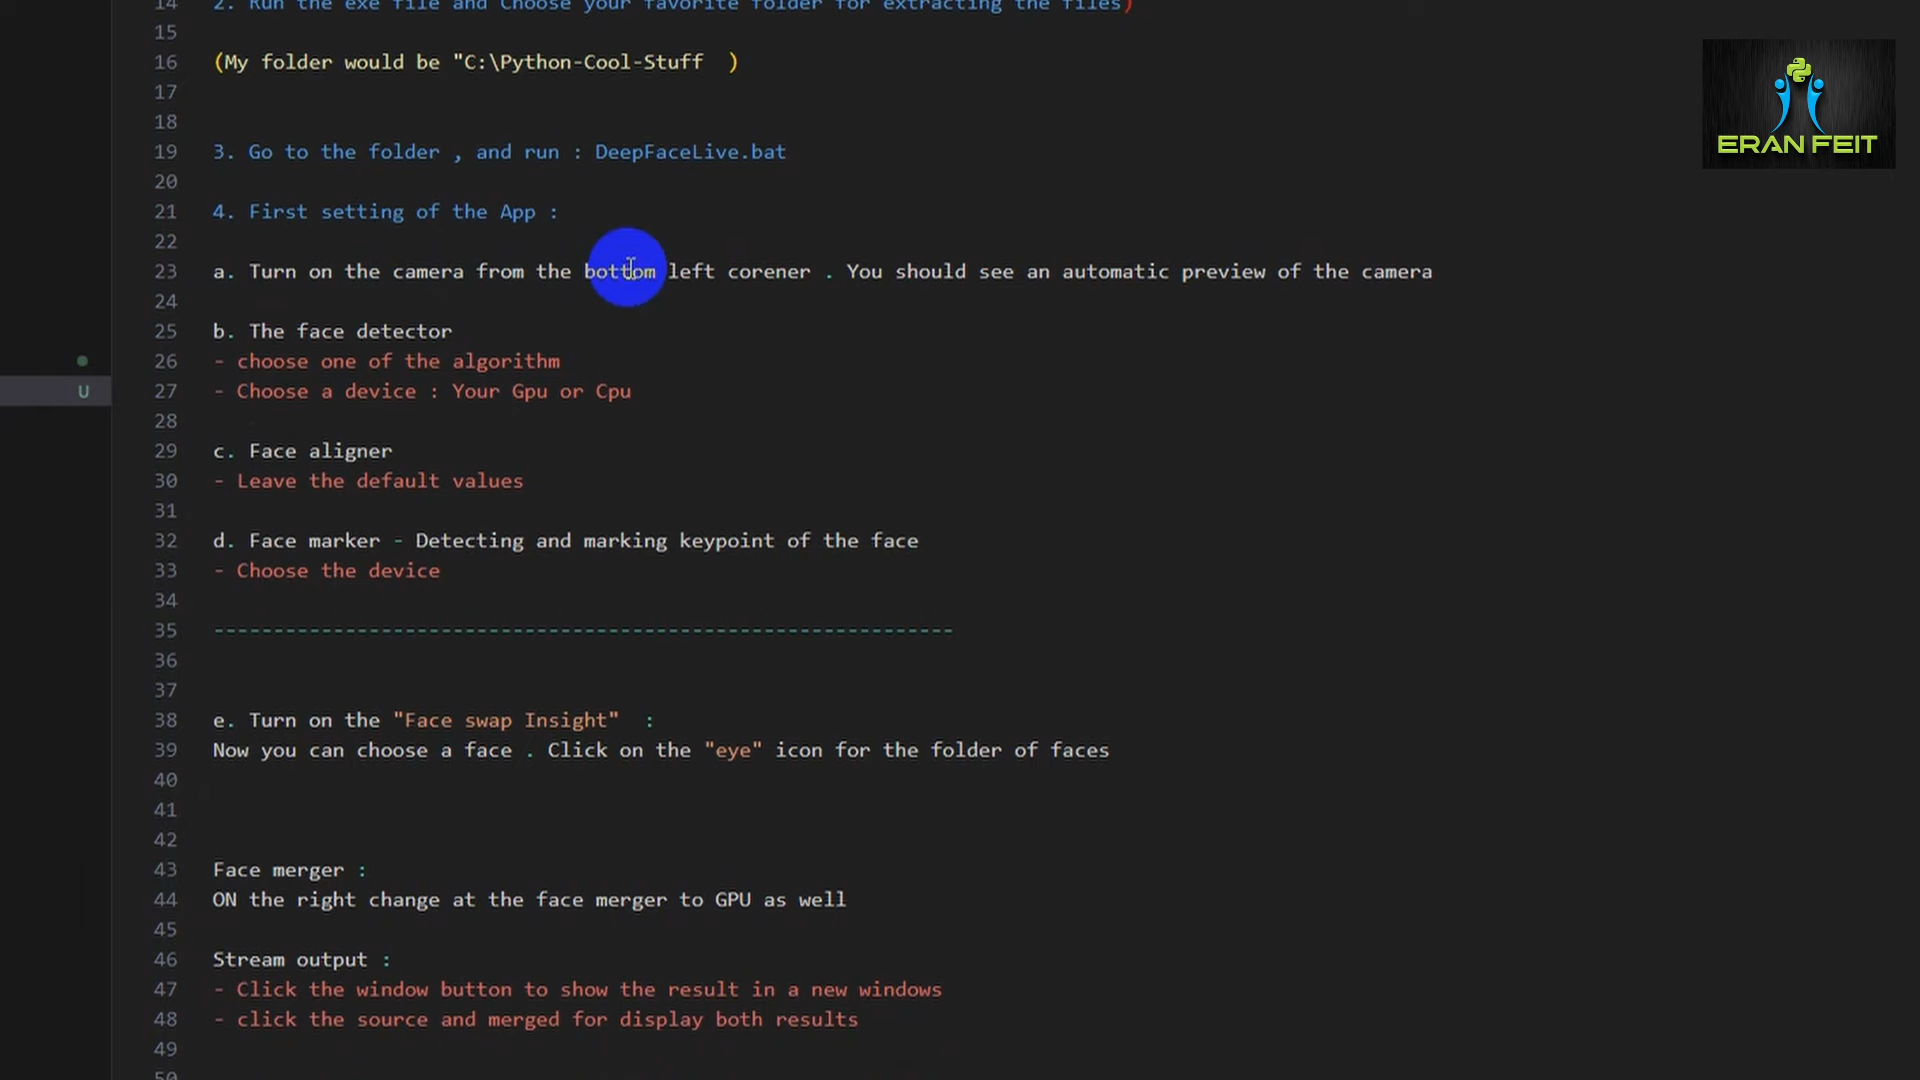 14 2. Run the exe file and Choose your favorite folder for extracting the files)
15
16 (My folder would be "C:\Python-Cool-Stuff )
17
18
19 3. Go to the folder , and run : DeepFaceLive.bat
20
21 4. First setting of the App :
22
23 a. Turn on the camera from the bottom left corener . You should see an automatic preview of the camera
24
25 b. The face detector
26 - choose one of the algorithm
U 27 - Choose a device : Your Gpu or Cpu
28
29 c. Face aligner
30 - Leave the default values
31
32 d. Face marker - Detecting and marking keypoint of the face
33 - Choose the device
34
35 --------------------------------------------------------------
36
37
38 e. Turn on the "Face swap Insight" :
39 Now you can choose a face . Click on the "eye" icon for the folder of faces
40
41
42
43 Face merger :
44 ON the right change at the face merger to GPU as well
45
46 Stream output :
47 - Click the window button to show the result in a new windows
48 - click the source and merged for display both results
49
50
ERAN FEIT